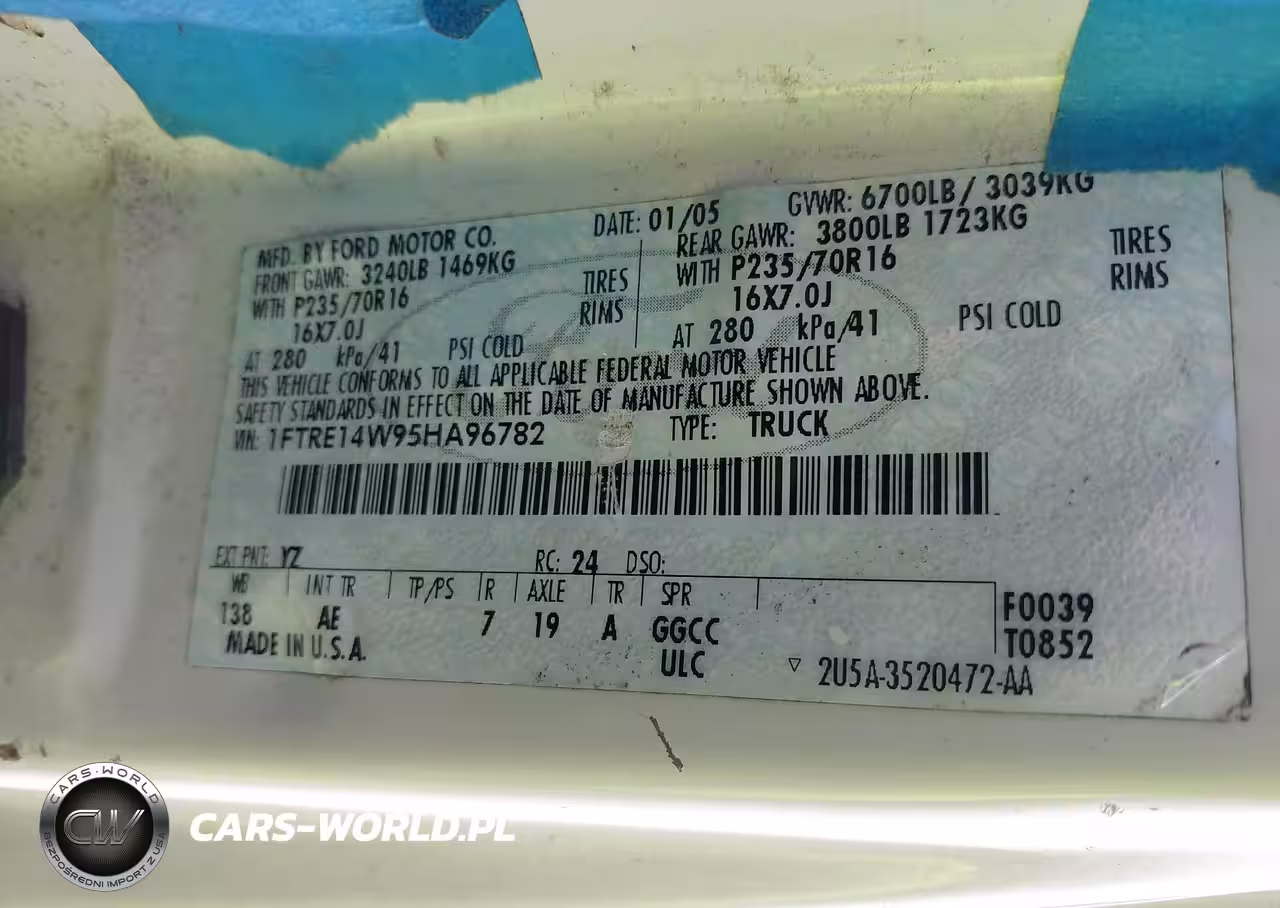 DATE: 01/05 GVWR: 6700LB / 3039KG
MFD. BY FORD MOTOR CO.
FRONT GAWR: 3240LB 1469KG
REAR GAWR: 3800LB 1723KG
WITH P235/70R16 TIRES
WITH P235/70R16 TIRES
16X7.0J RIMS
16X7.0J RIMS
AT 280 kPa/41 PSI COLD
AT 280 kPa/41 PSI COLD
THIS VEHICLE CONFORMS TO ALL APPLICABLE FEDERAL MOTOR VEHICLE
SAFETY STANDARDS IN EFFECT ON THE DATE OF MANUFACTURE SHOWN ABOVE.
VIN: 1FTRE14W95HA96782 TYPE: TRUCK
EXT PNT: YZ RC: 24 DSO:
WB INT TR TP/PS R AXLE TR SPR
138 AE 7 19 A GGCC F0039
ULC T0852
MADE IN U.S.A. ▽ 2U5A-3520472-AA
CARS-WORLD
CW
BEZPOŚREDNI IMPORT Z USA
CARS-WORLD.PL